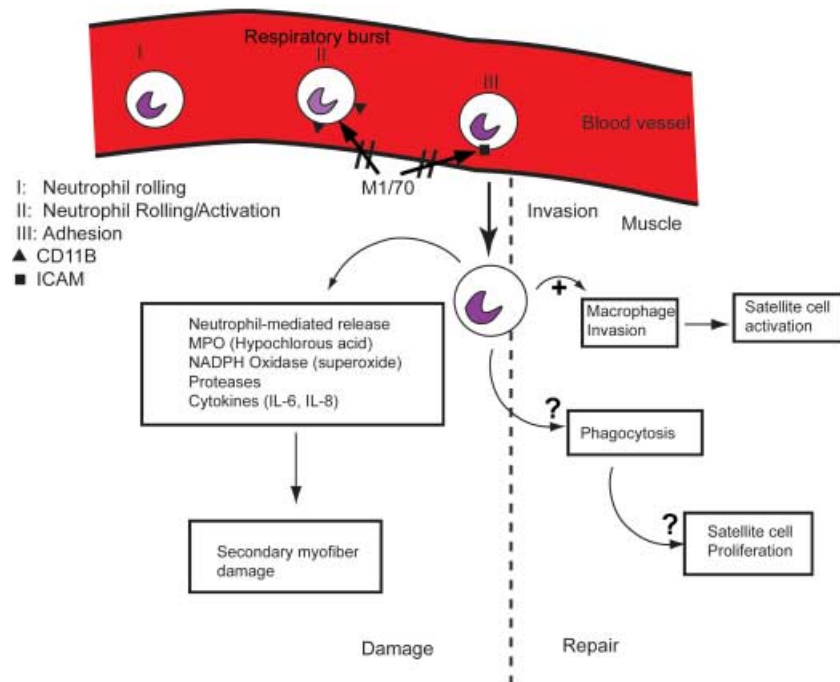 Respiratory burst
I
II
III
Blood vessel
M1/70
I: Neutrophil rolling
II: Neutrophil Rolling/Activation
III: Adhesion
▲ CD11B
■ ICAM
Invasion
Muscle
Neutrophil-mediated release
MPO (Hypochlorous acid)
NADPH Oxidase (superoxide)
Proteases
Cytokines (IL-6, IL-8)
+
Macrophage
Invasion
Satellite cell
activation
?
Phagocytosis
?
Satellite cell
Proliferation
Secondary myofiber
damage
Damage
Repair